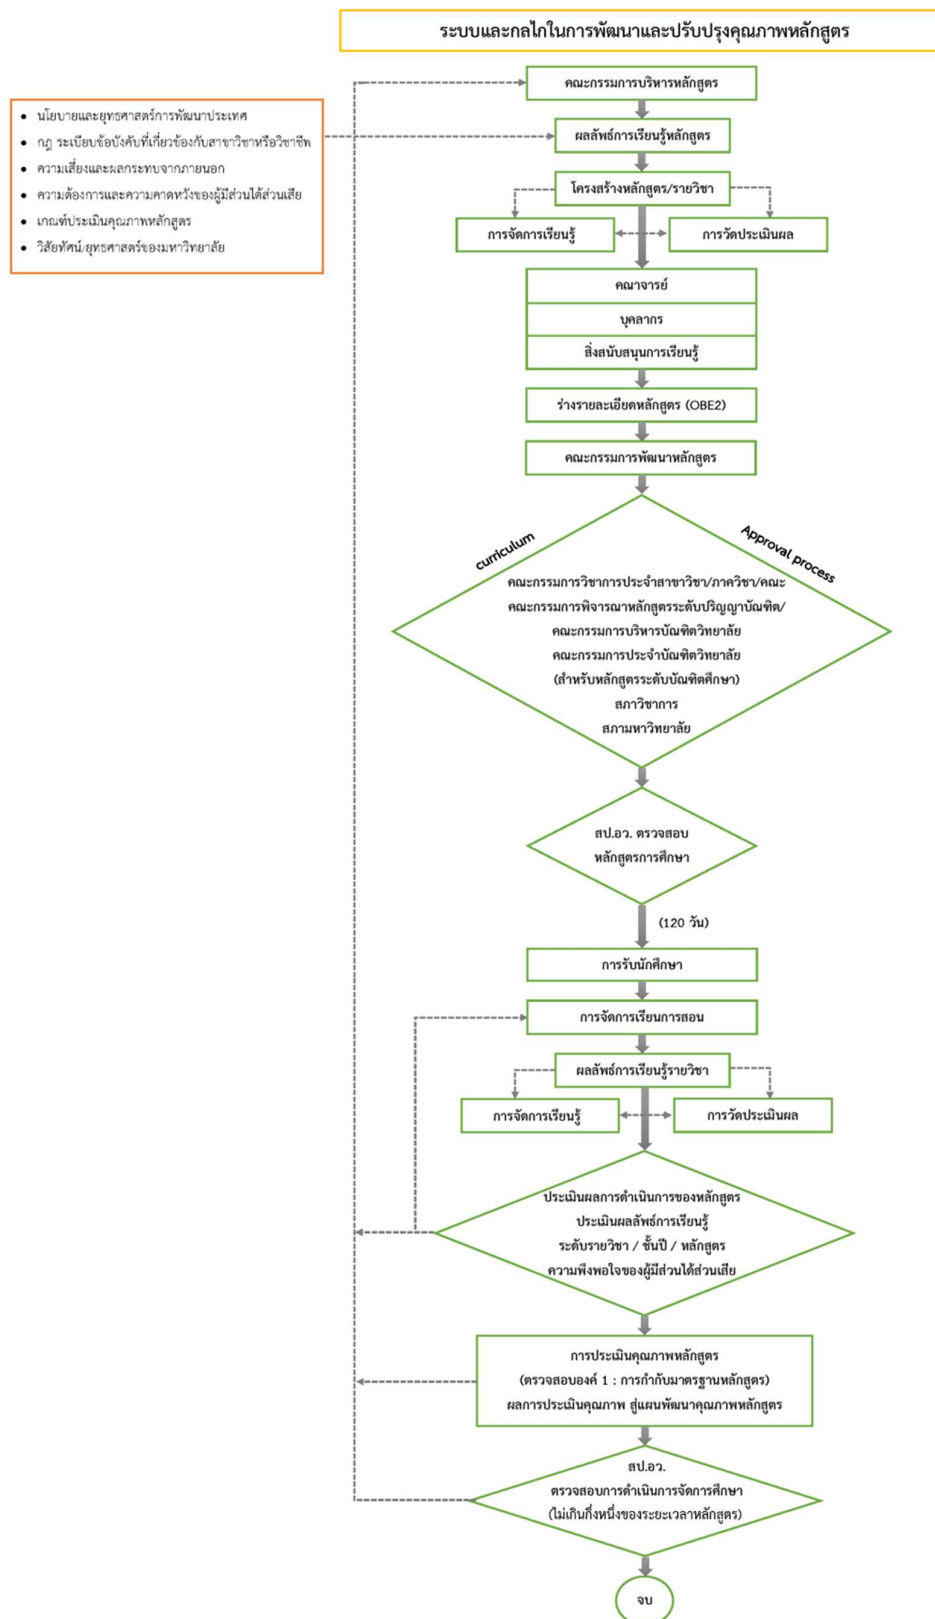 ระบบและกลไกในการพัฒนาและปรับปรุงคุณภาพหลักสูตร
คณะกรรมการบริหารหลักสูตร
• นโยบายและยุทธศาสตร์การพัฒนาประเทศ
• กฎ ระเบียบข้อบังคับที่เกี่ยวข้องกับสาขาวิชาหรือวิชาชีพ
• ความเสี่ยงและผลกระทบจากภายนอก
• ความต้องการและความคาดหวังของผู้มีส่วนได้ส่วนเสีย
• เกณฑ์ประเมินคุณภาพหลักสูตร
• วิสัยทัศน์/ยุทธศาสตร์ของมหาวิทยาลัย
ผลลัพธ์การเรียนรู้หลักสูตร
โครงสร้างหลักสูตร/รายวิชา
การจัดการเรียนรู้
การวัดประเมินผล
คณาจารย์
บุคลากร
สิ่งสนับสนุนการเรียนรู้
ร่างรายละเอียดหลักสูตร (OBE2)
คณะกรรมการพัฒนาหลักสูตร
curriculum
Approval process
คณะกรรมการวิชาการประจำสาขาวิชา/ภาควิชา/คณะ
คณะกรรมการพิจารณาหลักสูตรระดับปริญญาบัณฑิต/
คณะกรรมการบริหารบัณฑิตวิทยาลัย
คณะกรรมการประจำบัณฑิตวิทยาลัย
(สำหรับหลักสูตรระดับบัณฑิตศึกษา)
สภาวิชาการ
สภามหาวิทยาลัย
สป.อว. ตรวจสอบ
หลักสูตรการศึกษา
(120 วัน)
การรับนักศึกษา
การจัดการเรียนการสอน
ผลลัพธ์การเรียนรู้รายวิชา
การจัดการเรียนรู้
การวัดประเมินผล
ประเมินผลการดำเนินการของหลักสูตร
ประเมินผลลัพธ์การเรียนรู้
ระดับรายวิชา / ชั้นปี / หลักสูตร
ความพึงพอใจของผู้มีส่วนได้ส่วนเสีย
การประเมินคุณภาพหลักสูตร
(ตรวจสอบองค์ 1 : การกำกับมาตรฐานหลักสูตร)
ผลการประเมินคุณภาพ สู่แผนพัฒนาคุณภาพหลักสูตร
สป.อว.
ตรวจสอบการดำเนินการจัดการศึกษา
(ไม่เกินกึ่งหนึ่งของระยะเวลาหลักสูตร)
จบ